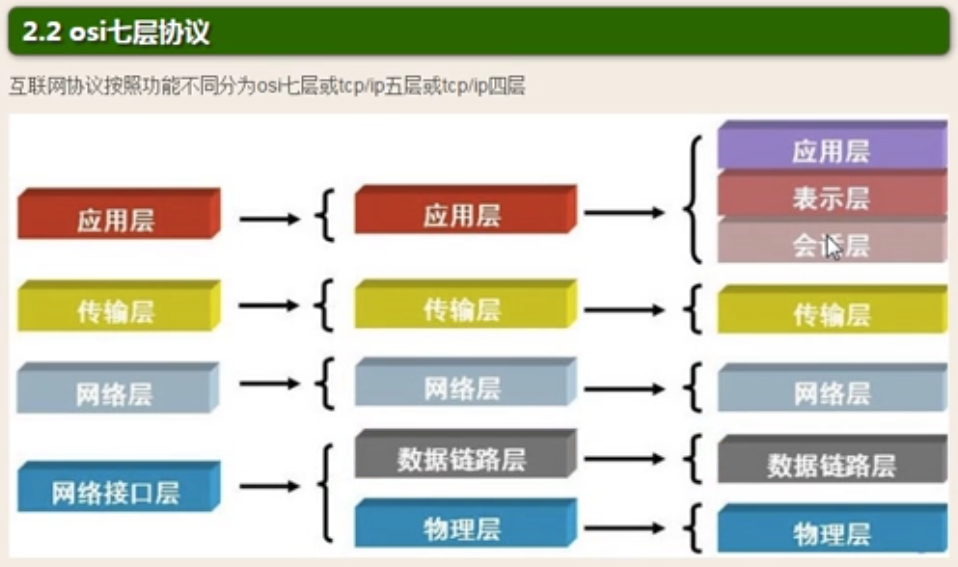 2.2 osi七层协议
互联网协议按照功能不同分为osi七层或tcp/ip五层或tcp/ip四层
应用层
传输层
网络层
网络接口层
应用层
传输层
网络层
数据链路层
物理层
应用层
表示层
会话层
传输层
网络层
数据链路层
物理层